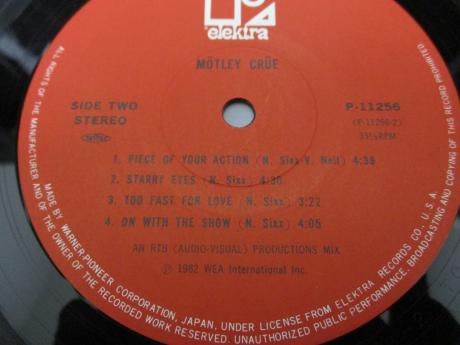 elektra
MÖTLEY CRÜE
SIDE TWO
STEREO
P-11256
(P-11256-2)
33⅓RPM
1. PIECE OF YOUR ACTION (N. Sixx V. Neil) 4:38
2. STARRY EYES (N. Sixx) 4:30
3. TOO FAST FOR LOVE (N. Sixx) 3:22
4. ON WITH THE SHOW (N. Sixx) 4:05
AN RTB (AUDIO-VISUAL) PRODUCTIONS MIX
Ⓟ 1982 WEA International Inc.
MADE BY WARNER-PIONEER CORPORATION, JAPAN, UNDER LICENSE FROM ELEKTRA RECORDS CO., U.S.A.
ALL RIGHTS OF THE MANUFACTURER AND OF THE OWNER OF THE RECORDED WORK RESERVED. UNAUTHORIZED PUBLIC PERFORMANCE, BROADCASTING AND COPYING OF THIS RECORD PROHIBITED